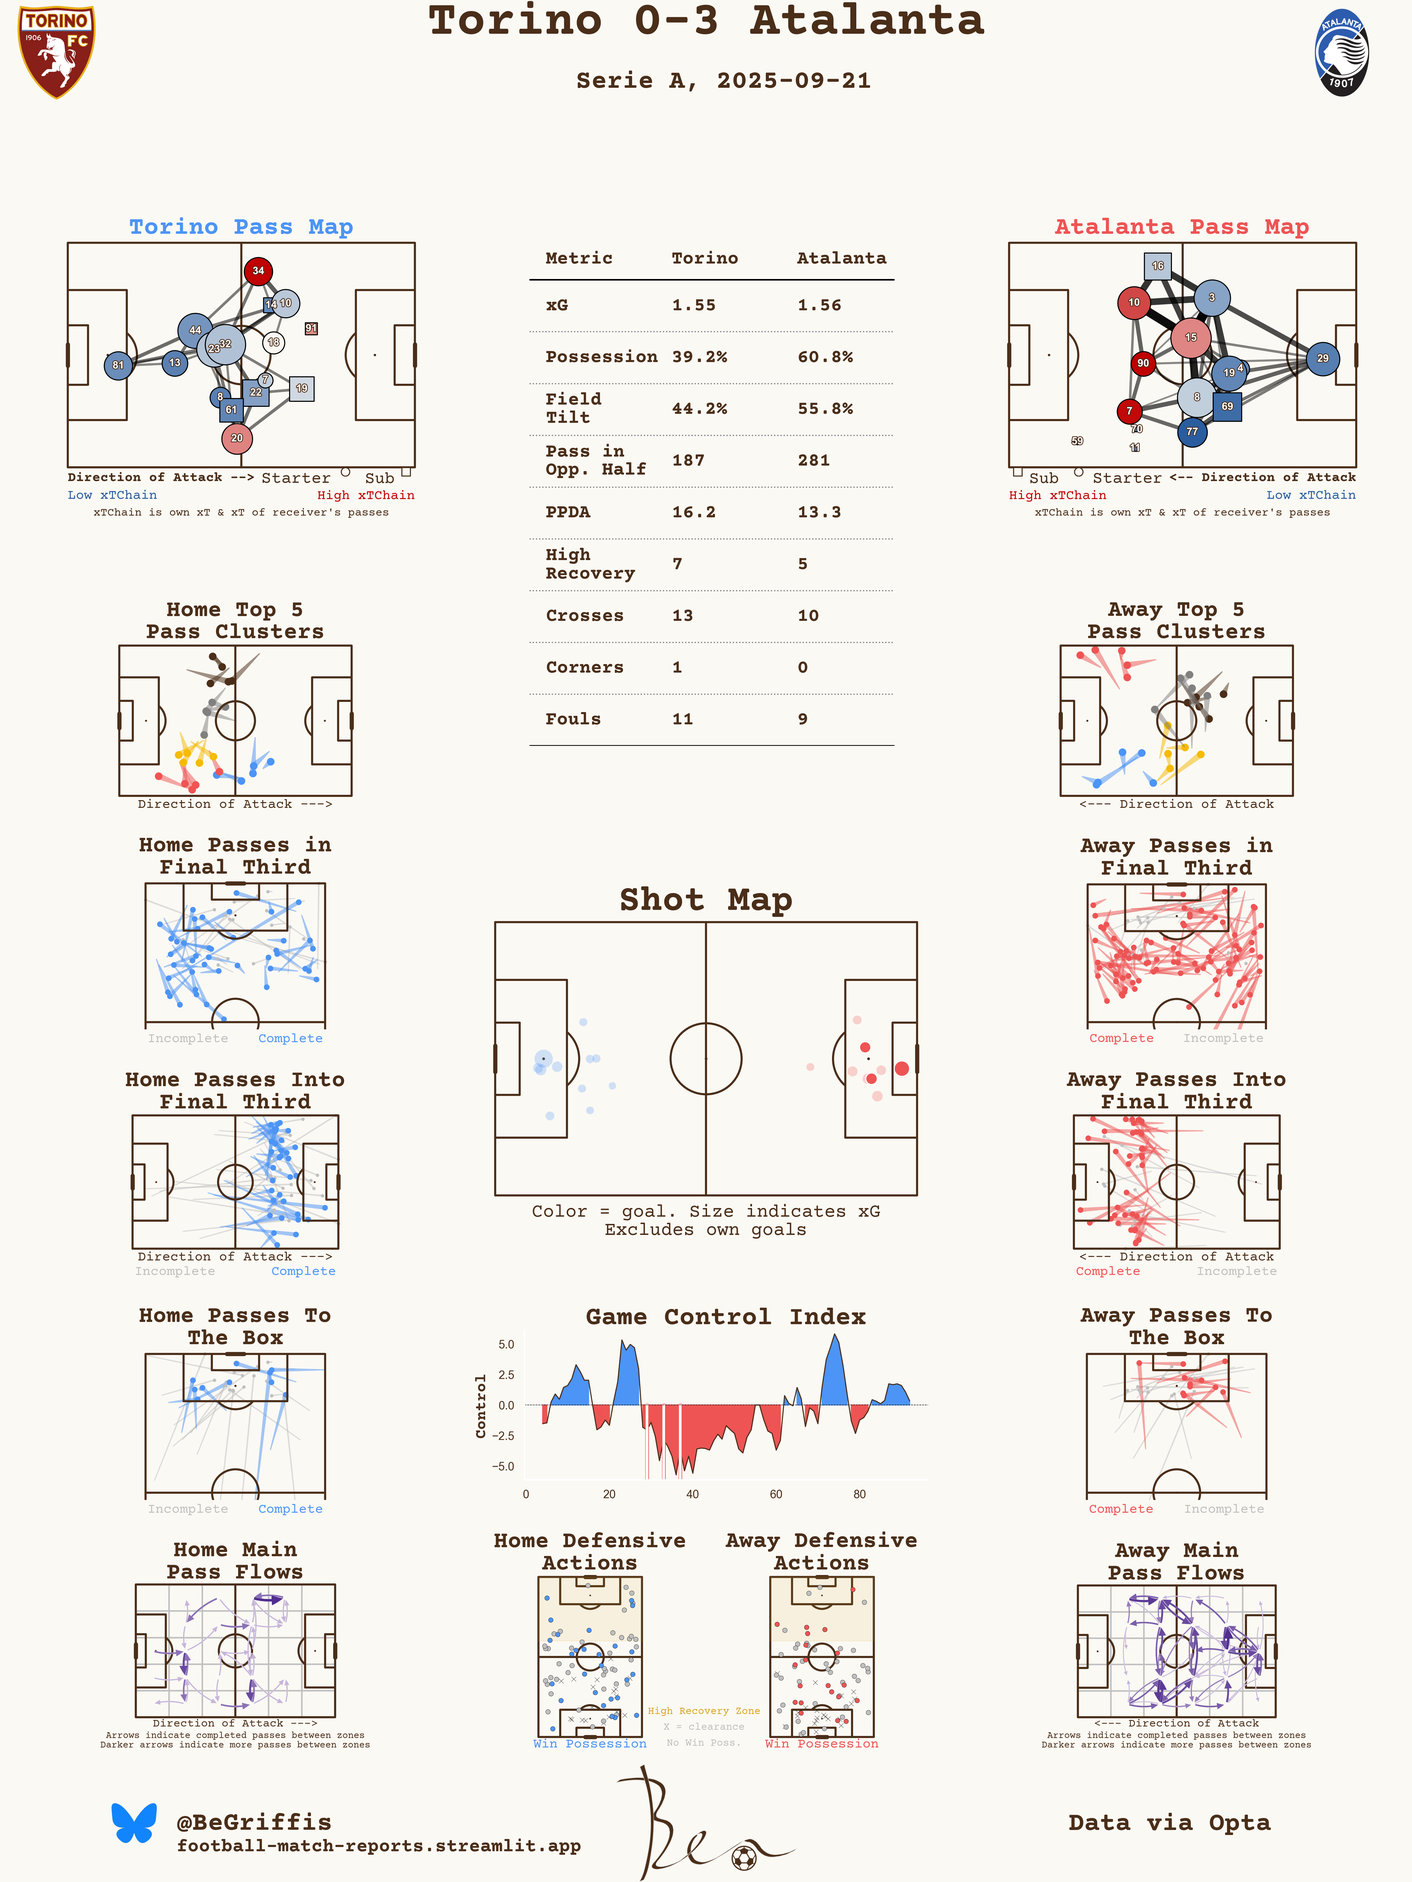 Torino 0-3 Atalanta
Serie A, 2025-09-21
TORINO
1906
FC
ATALANTA
1907
Torino Pass Map
34
14
10
91
44
23
32
18
81
13
7
19
8
22
61
20
Direction of Attack --> Starter Sub
Low xTChain High xTChain
xTChain is own xT & xT of receiver's passes
Metric Torino Atalanta
xG 1.55 1.56
Possession 39.2% 60.8%
Field
Tilt 44.2% 55.8%
Pass in
Opp. Half 187 281
PPDA 16.2 13.3
High
Recovery 7 5
Crosses 13 10
Corners 1 0
Fouls 11 9
Atalanta Pass Map
16
10
3
15
90
19
4
29
7
8
69
70
77
59
11
Sub Starter <-- Direction of Attack
High xTChain Low xTChain
xTChain is own xT & xT of receiver's passes
Home Top 5
Pass Clusters
Direction of Attack --->
Away Top 5
Pass Clusters
<--- Direction of Attack
Home Passes in
Final Third
Incomplete Complete
Away Passes in
Final Third
Complete Incomplete
Shot Map
Color = goal. Size indicates xG
Excludes own goals
Home Passes Into
Final Third
Direction of Attack --->
Incomplete Complete
Away Passes Into
Final Third
<--- Direction of Attack
Complete Incomplete
Home Passes To
The Box
Incomplete Complete
Game Control Index
Control
5.0
2.5
0.0
−2.5
−5.0
0 20 40 60 80
Away Passes To
The Box
Complete Incomplete
Home Main
Pass Flows
Direction of Attack --->
Arrows indicate completed passes between zones
Darker arrows indicate more passes between zones
Home Defensive
Actions
Win Possession
Away Defensive
Actions
Win Possession
High Recovery Zone
X = clearance
No Win Poss.
Away Main
Pass Flows
<--- Direction of Attack
Arrows indicate completed passes between zones
Darker arrows indicate more passes between zones
@BeGriffis
football-match-reports.streamlit.app
Ben
Data via Opta